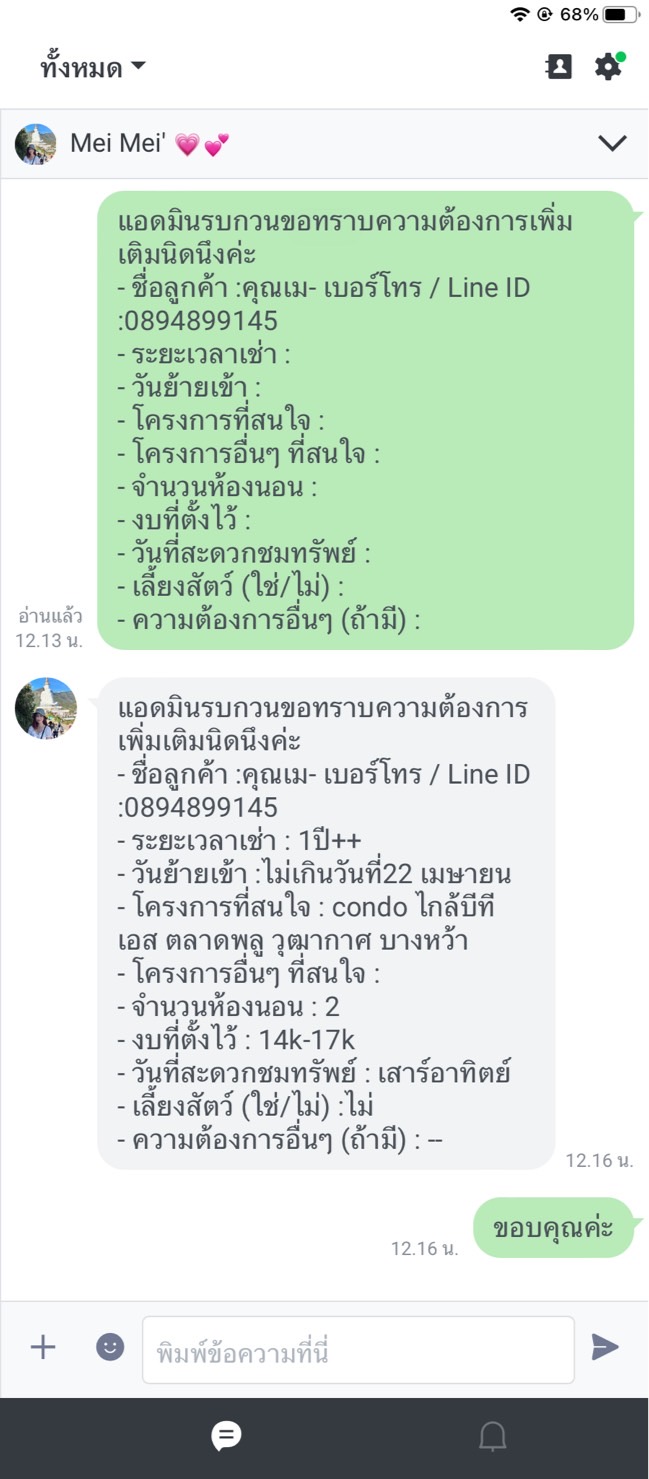 68%
ทั้งหมด
Mei Mei' 💗💕
แอดมินรบกวนขอทราบความต้องการเพิ่ม
เติมนิดนึงค่ะ
- ชื่อลูกค้า :คุณเม- เบอร์โทร / Line ID
:0894899145
- ระยะเวลาเช่า :
- วันย้ายเข้า :
- โครงการที่สนใจ :
- โครงการอื่นๆ ที่สนใจ :
- จำนวนห้องนอน :
- งบที่ตั้งไว้ :
- วันที่สะดวกชมทรัพย์ :
- เลี้ยงสัตว์ (ใช่/ไม่) :
- ความต้องการอื่นๆ (ถ้ามี) :
อ่านแล้ว
12.13 น.
แอดมินรบกวนขอทราบความต้องการ
เพิ่มเติมนิดนึงค่ะ
- ชื่อลูกค้า :คุณเม- เบอร์โทร / Line ID
:0894899145
- ระยะเวลาเช่า : 1ปี++
- วันย้ายเข้า :ไม่เกินวันที่22 เมษายน
- โครงการที่สนใจ : condo ไกล้บีที
เอส ตลาดพลู วุฒากาศ บางหว้า
- โครงการอื่นๆ ที่สนใจ :
- จำนวนห้องนอน : 2
- งบที่ตั้งไว้ : 14k-17k
- วันที่สะดวกชมทรัพย์ : เสาร์อาทิตย์
- เลี้ยงสัตว์ (ใช่/ไม่) :ไม่
- ความต้องการอื่นๆ (ถ้ามี) : --
12.16 น.
ขอบคุณค่ะ
12.16 น.
พิมพ์ข้อความที่นี่